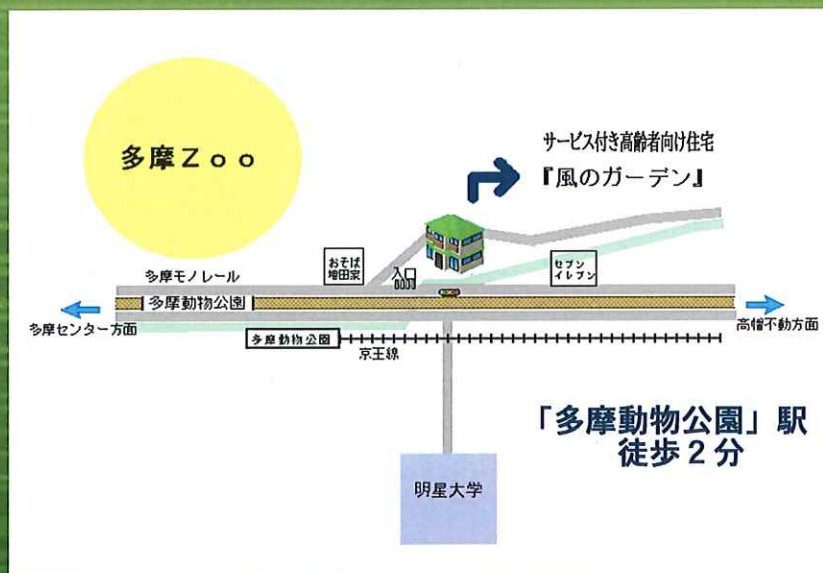 多摩Ｚｏｏ
サービス付き高齢者向け住宅
『風のガーデン』
おそば
増田家
入口
セブン
イレブン
多摩モノレール
多摩動物公園
多摩センター方面
高幡不動方面
多摩動物公園
京王線
「多摩動物公園」駅
徒歩２分
明星大学